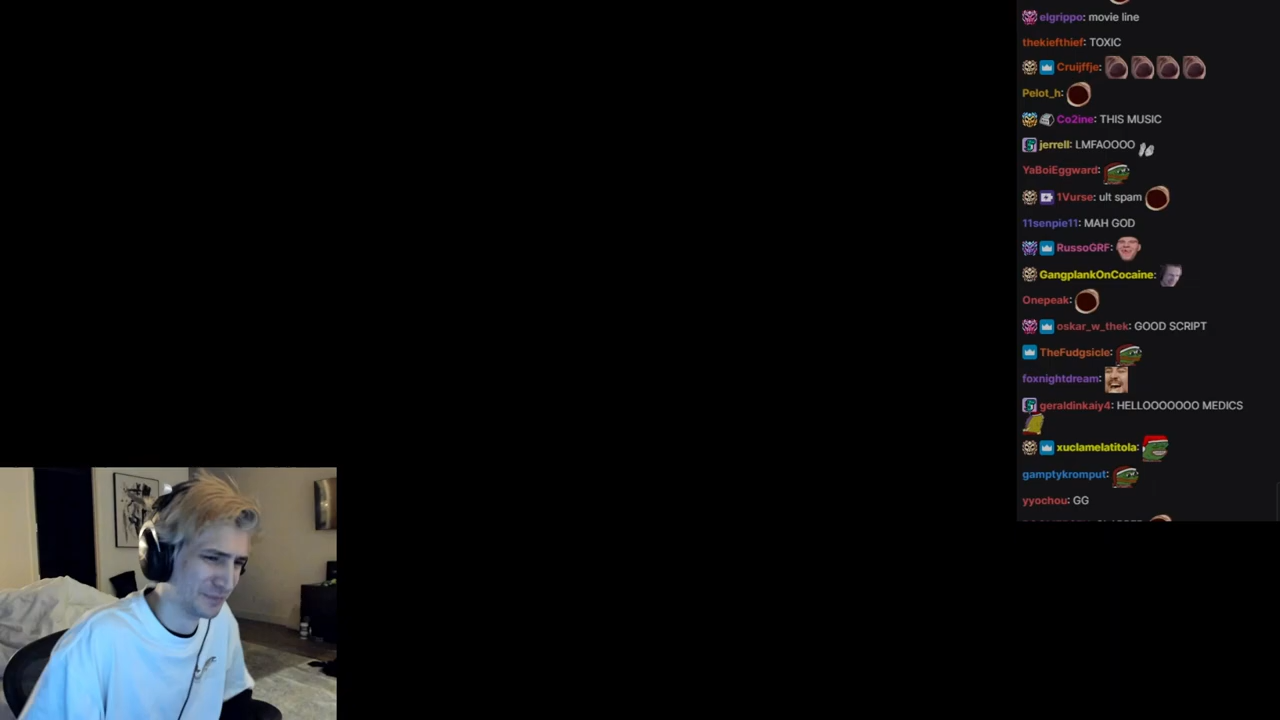 elgrippo: movie line
thekiefthief: TOXIC
Cruijffje:
Pelot_h:
Co2ine: THIS MUSIC
jerrell: LMFAOOOO
YaBoiEggward:
1Vurse: ult spam
11senpie11: MAH GOD
RussoGRF:
GangplankOnCocaine:
Onepeak:
oskar_w_thek: GOOD SCRIPT
TheFudgsicle:
foxnightdream:
geraldinkaiy4: HELLOOOOOOO MEDICS
xuclamelatitola:
gamptykromput:
yyochou: GG